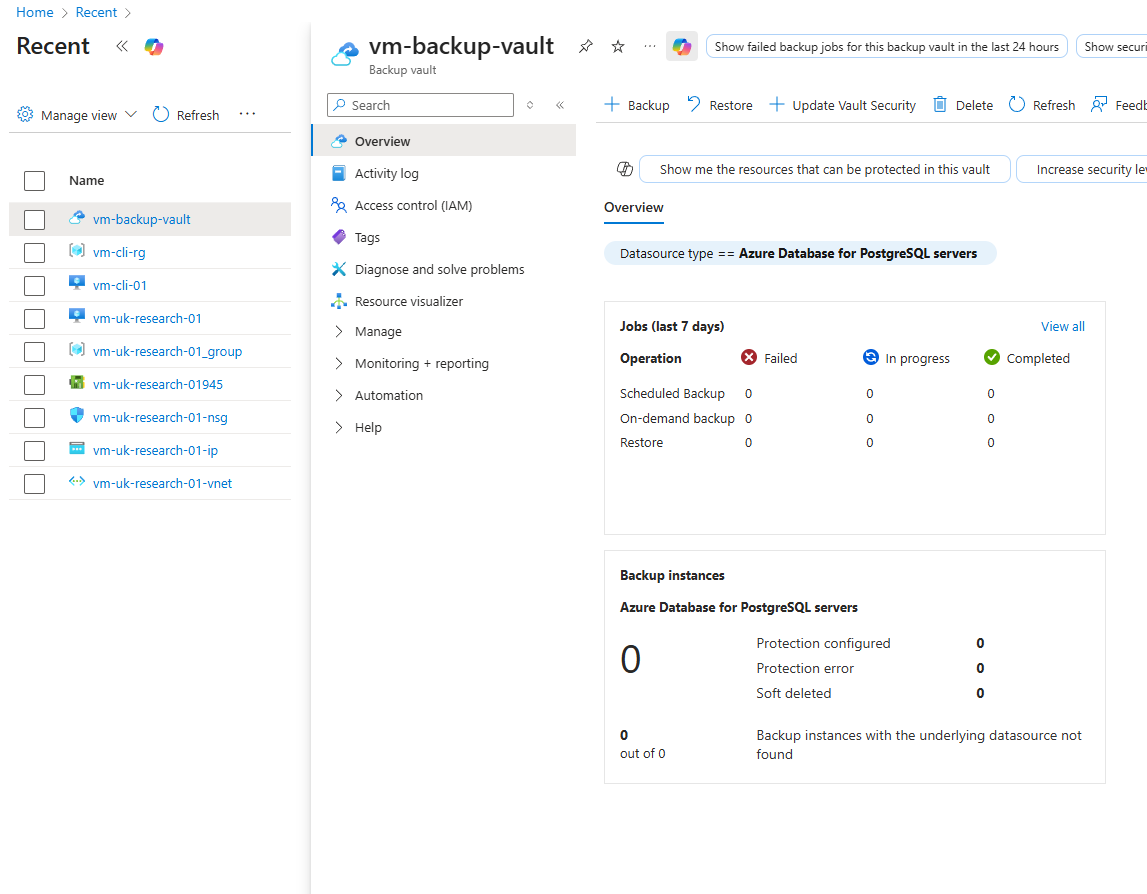 Home > Recent >
Recent
Manage view
Refresh
Name
vm-backup-vault
vm-cli-rg
vm-cli-01
vm-uk-research-01
vm-uk-research-01_group
vm-uk-research-01945
vm-uk-research-01-nsg
vm-uk-research-01-ip
vm-uk-research-01-vnet
vm-backup-vault
Backup vault
Show failed backup jobs for this backup vault in the last 24 hours
Show securi
Search
Overview
Activity log
Access control (IAM)
Tags
Diagnose and solve problems
Resource visualizer
Manage
Monitoring + reporting
Automation
Help
Backup Restore Update Vault Security Delete Refresh Feedb
Show me the resources that can be protected in this vault
Increase security lev
Overview
Datasource type == Azure Database for PostgreSQL servers
Jobs (last 7 days) View all
Operation Failed In progress Completed
Scheduled Backup 0 0 0
On-demand backup 0 0 0
Restore 0 0 0
Backup instances
Azure Database for PostgreSQL servers
0
Protection configured 0
Protection error 0
Soft deleted 0
0
out of 0
Backup instances with the underlying datasource not
found